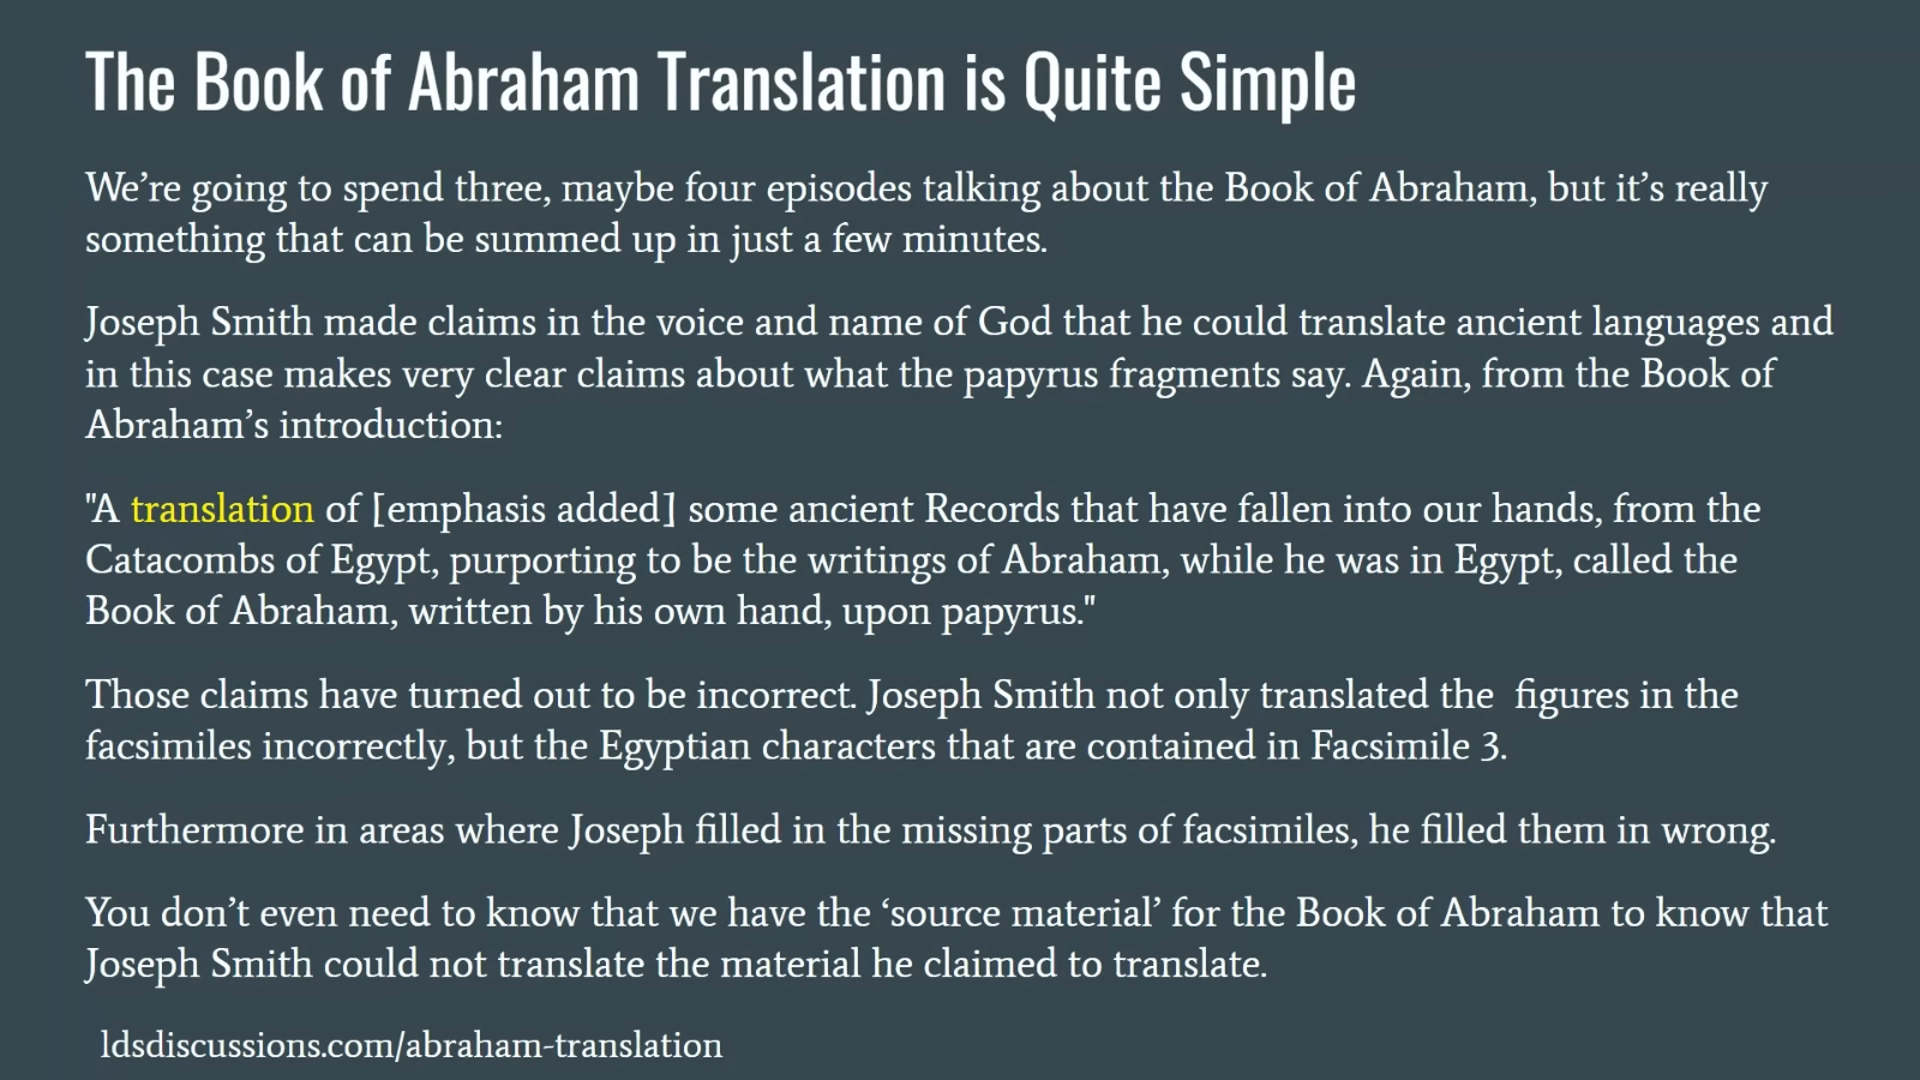 The Book of Abraham Translation is Quite Simple
We’re going to spend three, maybe four episodes talking about the Book of Abraham, but it’s really
something that can be summed up in just a few minutes.
Joseph Smith made claims in the voice and name of God that he could translate ancient languages and
in this case makes very clear claims about what the papyrus fragments say. Again, from the Book of
Abraham’s introduction:
"A translation of [emphasis added] some ancient Records that have fallen into our hands, from the
Catacombs of Egypt, purporting to be the writings of Abraham, while he was in Egypt, called the
Book of Abraham, written by his own hand, upon papyrus."
Those claims have turned out to be incorrect. Joseph Smith not only translated the  figures in the
facsimiles incorrectly, but the Egyptian characters that are contained in Facsimile 3.
Furthermore in areas where Joseph filled in the missing parts of facsimiles, he filled them in wrong.
You don’t even need to know that we have the ‘source material’ for the Book of Abraham to know that
Joseph Smith could not translate the material he claimed to translate.
ldsdiscussions.com/abraham-translation